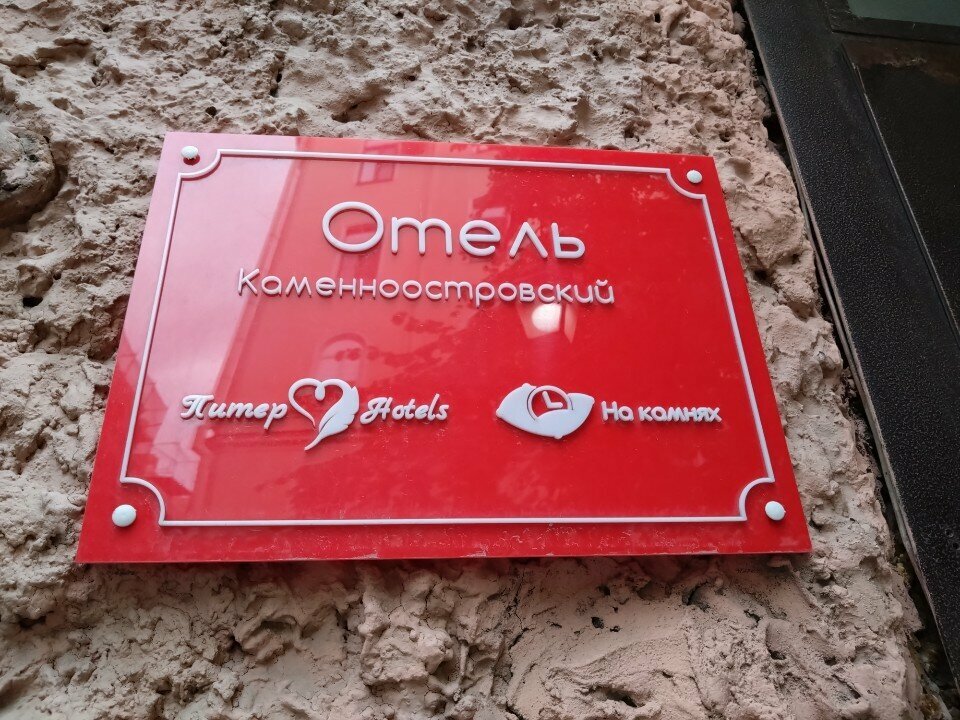 Отель
Каменноостровский
Питер Hotels
На камнях